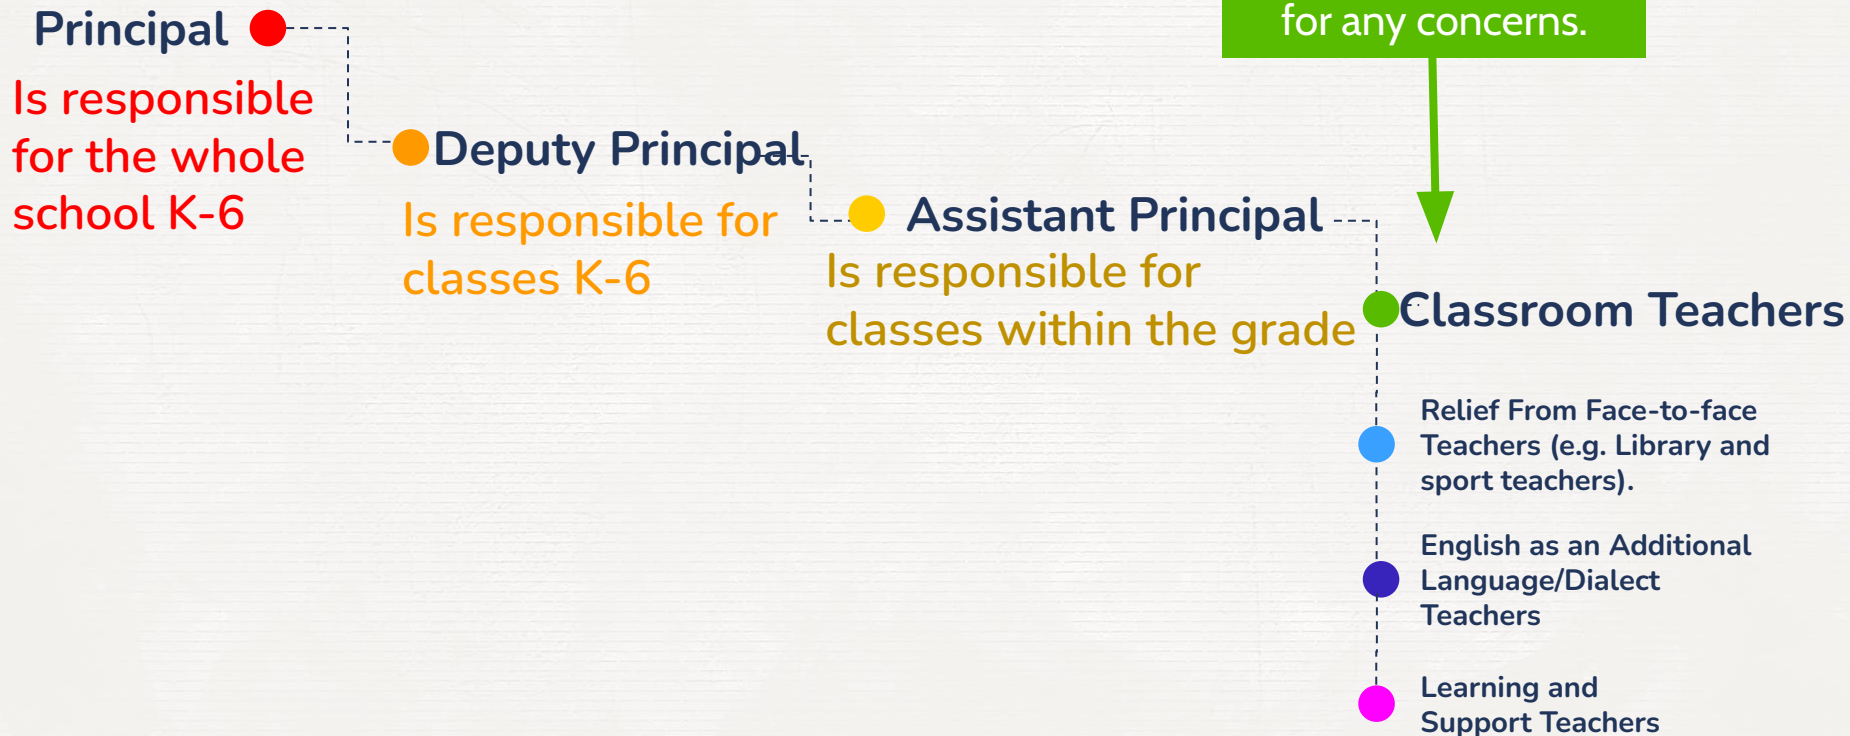 Principal
Is responsible
for the whole
school K-6
Deputy Principal
Is responsible for
classes K-6
Assistant Principal
Is responsible for
classes within the grade
for any concerns.
Classroom Teachers
Relief From Face-to-face
Teachers (e.g. Library and
sport teachers).
English as an Additional
Language/Dialect
Teachers
Learning and
Support Teachers